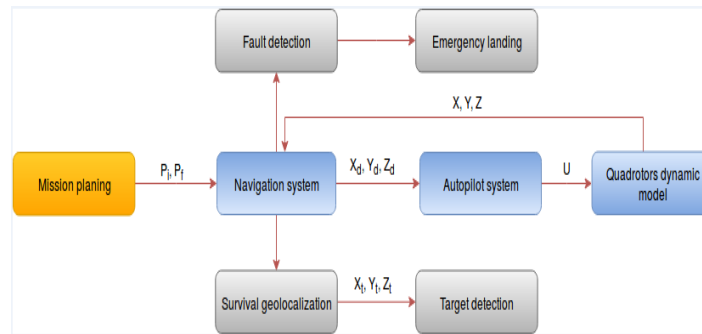 Fault detection
Emergency landing
X, Y, Z
Mission planing
Pi, Pf
Navigation system
Xd, Yd, Zd
Autopilot system
U
Quadrotors dynamic
model
Survival geolocalization
Xt, Yt, Zt
Target detection